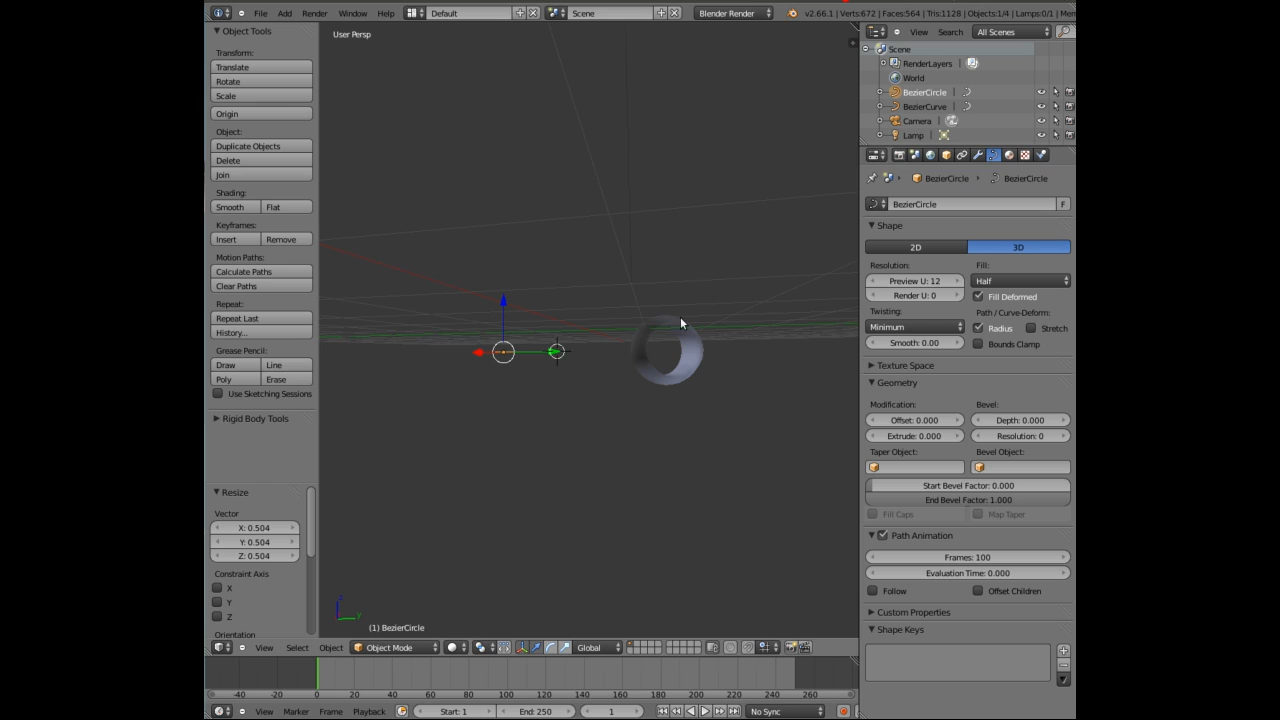 File Add Render Window Help Default Scene Blender Render v2.66.1 | Verts:672 | Faces:564 | Tris:1128 | Objects:1/4 | Lamps:0/1 |
Object Tools
Transform:
Translate
Rotate
Scale
Origin
Object:
Duplicate Objects
Delete
Join
Shading:
Smooth Flat
Keyframes:
Insert Remove
Motion Paths:
Calculate Paths
Clear Paths
Repeat:
Repeat Last
History...
Grease Pencil:
Draw Line
Poly Erase
Use Sketching Sessions
Rigid Body Tools
Resize
Vector
X: 0.504
Y: 0.504
Z: 0.504
Constraint Axis
X
Y
Z
Orientation
User Persp
(1) BezierCircle
View Select Object Object Mode Global
-40 -20 0 20 40 60 80 100 120 140 160 180 200 220 240 260
View Marker Frame Playback Start: 1 End: 250 1 No Sync
View Search All Scenes
Scene
RenderLayers
World
BezierCircle
BezierCurve
Camera
Lamp
BezierCircle BezierCircle
BezierCircle F
Shape
2D 3D
Resolution: Fill:
Preview U: 12 Half
Render U: 0 Fill Deformed
Twisting: Path / Curve-Deform:
Minimum Radius Stretch
Smooth: 0.00 Bounds Clamp
Texture Space
Geometry
Modification: Bevel:
Offset: 0.000 Depth: 0.000
Extrude: 0.000 Resolution: 0
Taper Object: Bevel Object:
Start Bevel Factor: 0.000
End Bevel Factor: 1.000
Fill Caps Map Taper
Path Animation
Frames: 100
Evaluation Time: 0.000
Follow Offset Children
Custom Properties
Shape Keys